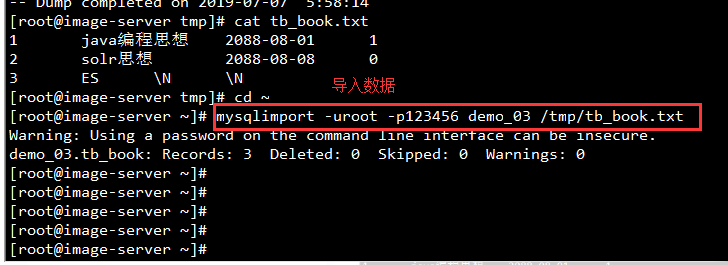 -- Dump completed on 2019-07-07  5:58:14
[root@image-server tmp]# cat tb_book.txt
1       java编程思想    2088-08-01      1
2       solr思想        2088-08-08      0
3       ES      \N      \N
导入数据
[root@image-server tmp]# cd ~
[root@image-server ~]# mysqlimport -uroot -p123456 demo_03 /tmp/tb_book.txt
Warning: Using a password on the command line interface can be insecure.
demo_03.tb_book: Records: 3  Deleted: 0  Skipped: 0  Warnings: 0
[root@image-server ~]#
[root@image-server ~]#
[root@image-server ~]#
[root@image-server ~]#
[root@image-server ~]#